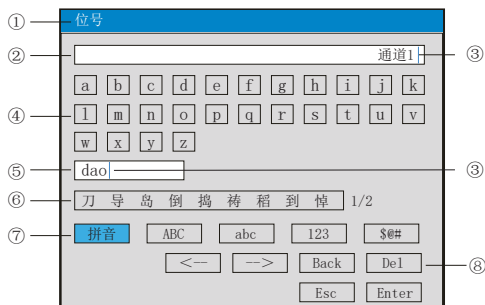 ① 位号
② 通道1 ③
a b c d e f g h i j k
④ l m n o p q r s t u v
w x y z
⑤ dao ③
⑥ 刀 导 岛 倒 捣 祷 稻 到 悼 1/2
⑦ 拼音 ABC abc 123 $@#
<-- --> Back Del ⑧
Esc Enter